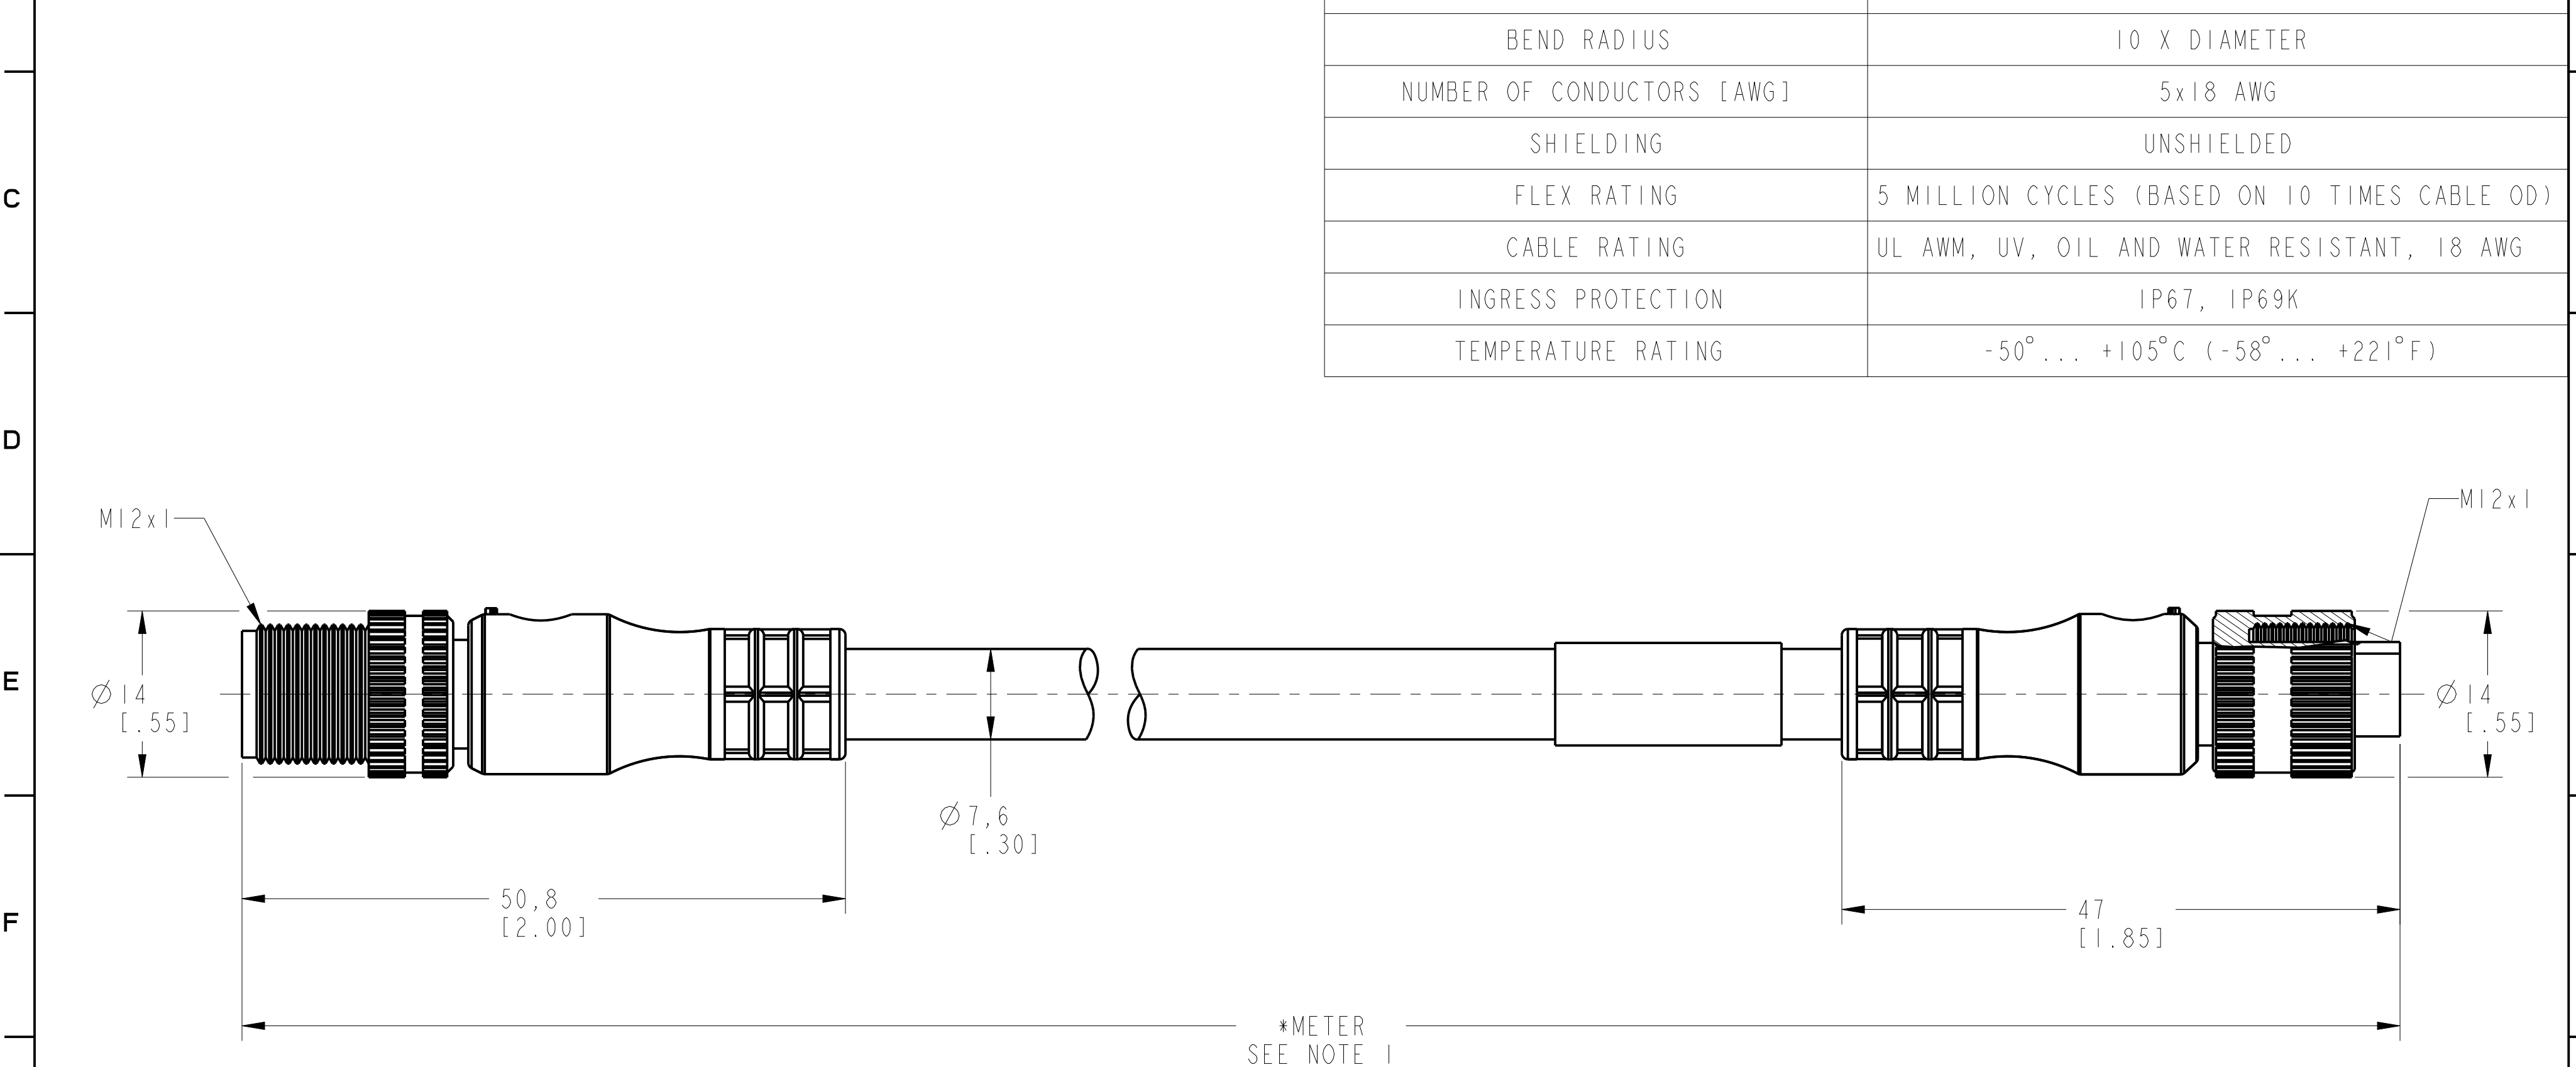 BEND RADIUS 10 X DIAMETER
NUMBER OF CONDUCTORS [AWG] 5x18 AWG
SHIELDING UNSHIELDED
C
FLEX RATING 5 MILLION CYCLES (BASED ON 10 TIMES CABLE OD)
CABLE RATING UL AWM, UV, OIL AND WATER RESISTANT, 18 AWG
INGRESS PROTECTION IP67, IP69K
TEMPERATURE RATING -50°... +105°C (-58°... +221°F)
D
M12x1
M12x1
E
Ø14
[.55]
Ø14
[.55]
Ø7,6
[.30]
F
50,8
[2.00]
47
[1.85]
*METER
SEE NOTE 1